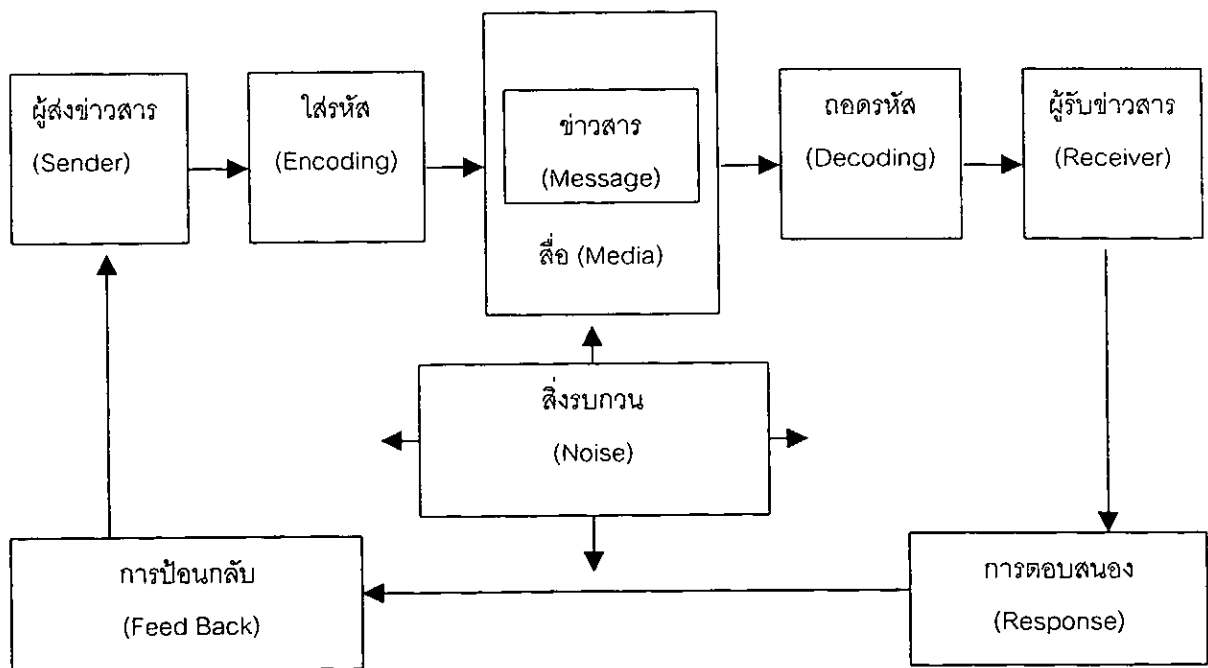 ผู้ส่งข่าวสาร
(Sender)
ใส่รหัส
(Encoding)
ข่าวสาร
(Message)
สื่อ (Media)
ถอดรหัส
(Decoding)
ผู้รับข่าวสาร
(Receiver)
สิ่งรบกวน
(Noise)
การป้อนกลับ
(Feed Back)
การตอบสนอง
(Response)